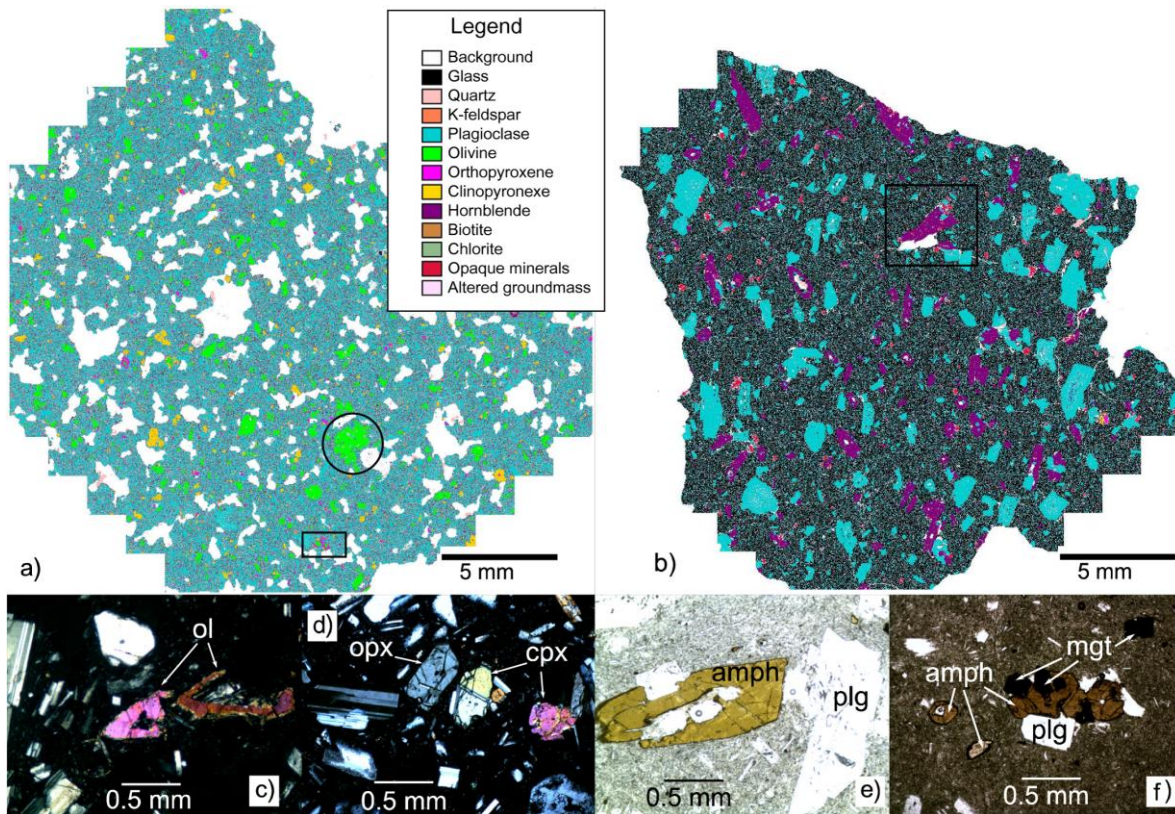 Legend
Background
Glass
Quartz
K-feldspar
Plagioclase
Olivine
Orthopyroxene
Clinopyronexe
Hornblende
Biotite
Chlorite
Opaque minerals
Altered groundmass
a)
5 mm
b)
5 mm
ol
0.5 mm
c)
d)
opx
cpx
0.5 mm
amph
plg
0.5 mm
e)
mgt
amph
plg
0.5 mm
f)